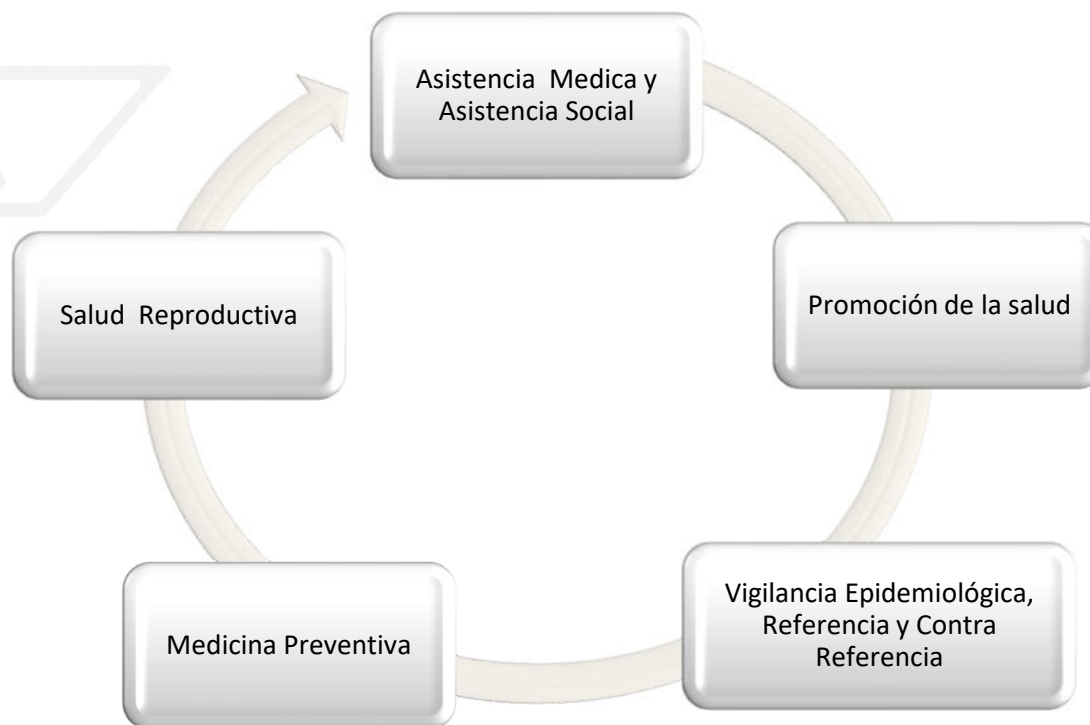 Asistencia Medica y
Asistencia Social
Promoción de la salud
Vigilancia Epidemiológica,
Referencia y Contra
Referencia
Medicina Preventiva
Salud Reproductiva